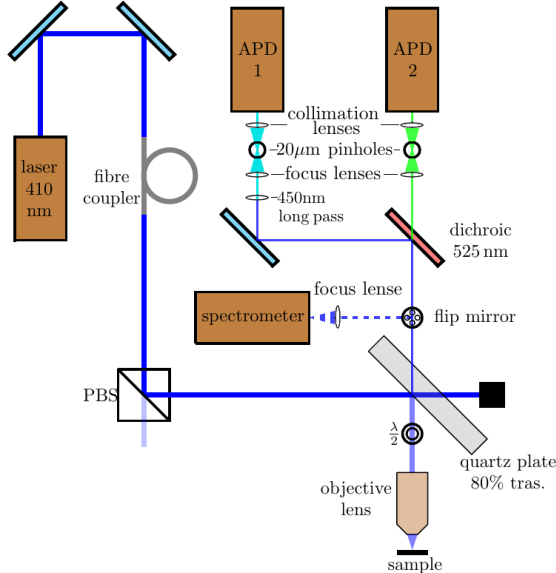 APD
1
APD
2
collimation
lenses
20μm pinholes
focus lenses
450nm
long pass
laser
410
nm
fibre
coupler
dichroic
525 nm
focus lense
spectrometer
flip mirror
PBS
λ/2
quartz plate
80% tras.
objective
lens
sample